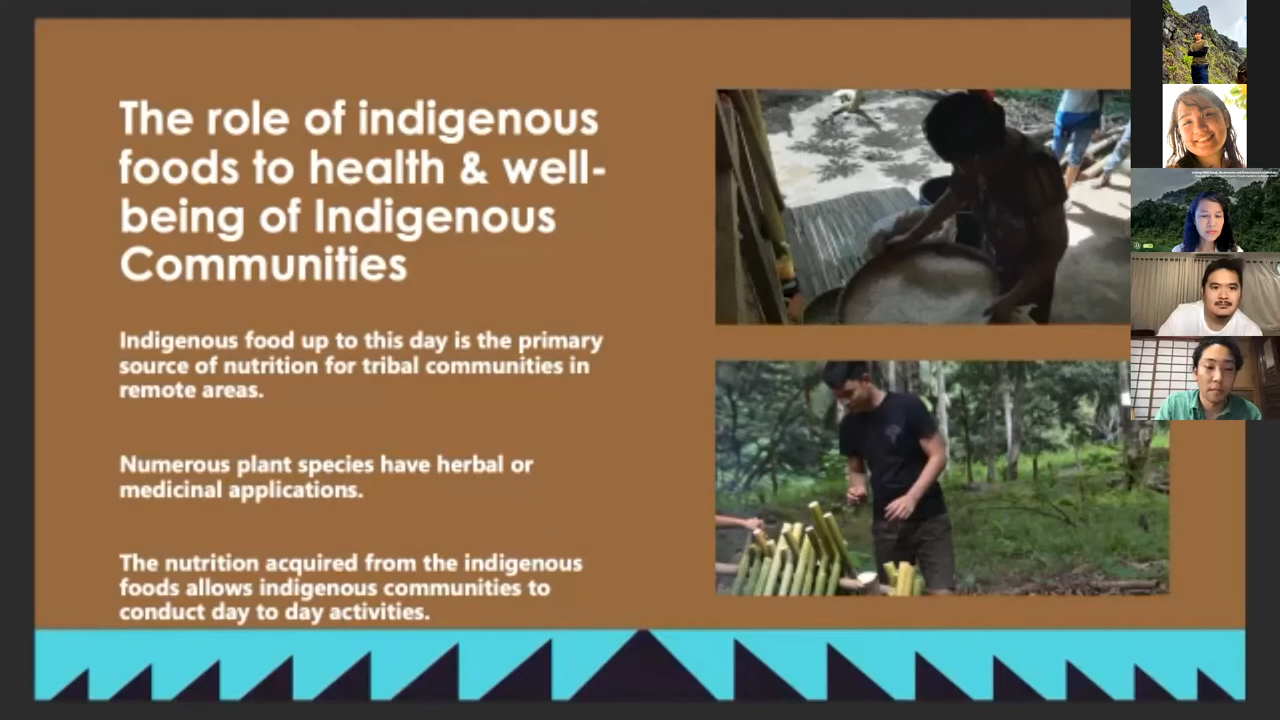 The role of indigenous
foods to health & well-
being of Indigenous
Communities
Indigenous food up to this day is the primary
source of nutrition for tribal communities in
remote areas.
Numerous plant species have herbal or
medicinal applications.
The nutrition acquired from the indigenous
foods allows indigenous communities to
conduct day to day activities.